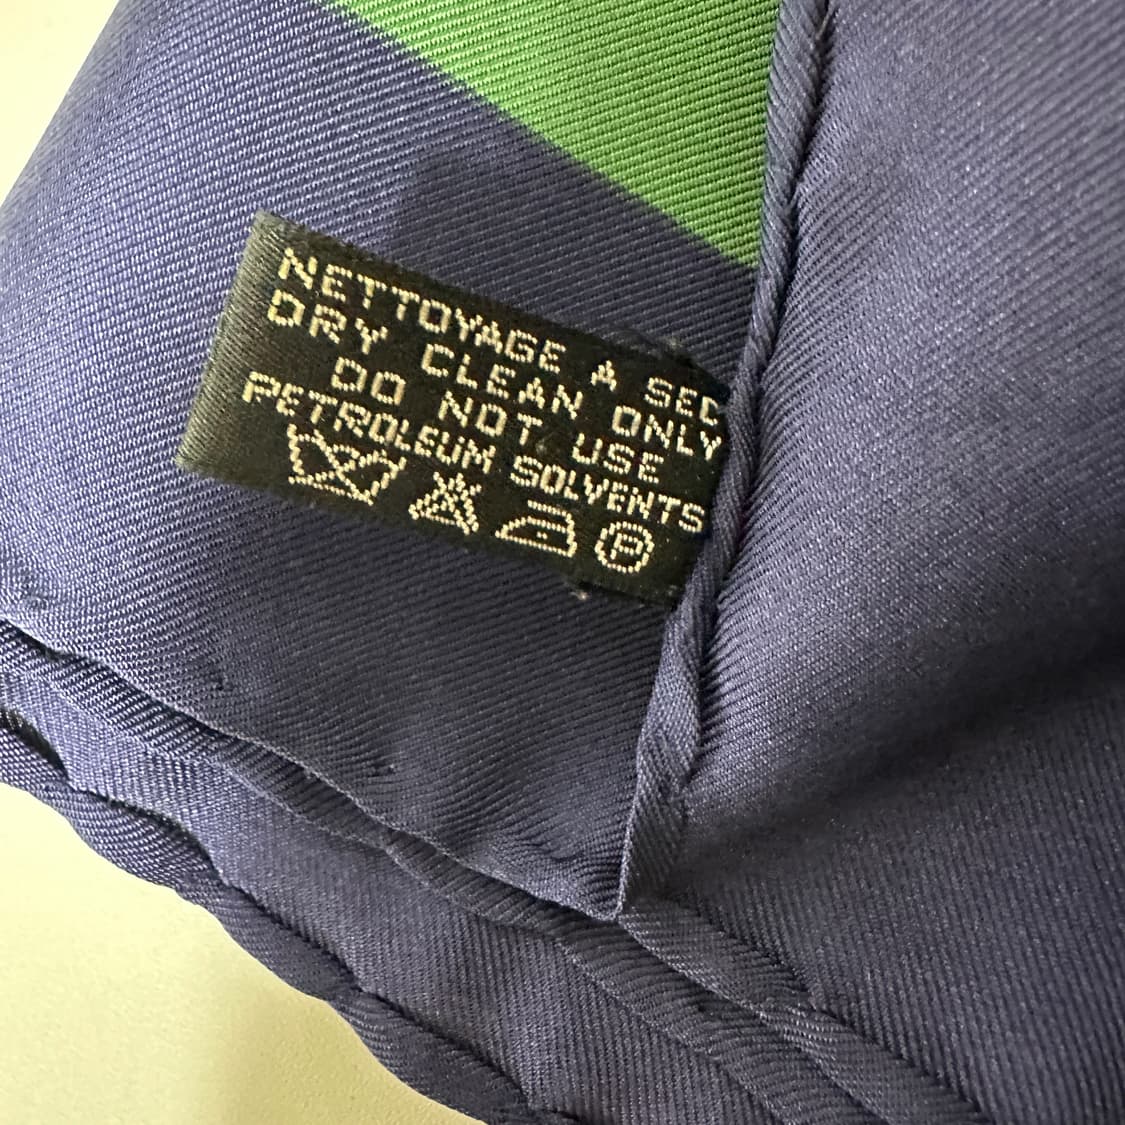 NETTOYAGE A SEC
DRY CLEAN ONLY
DO NOT USE
PETROLEUM SOLVENTS
P